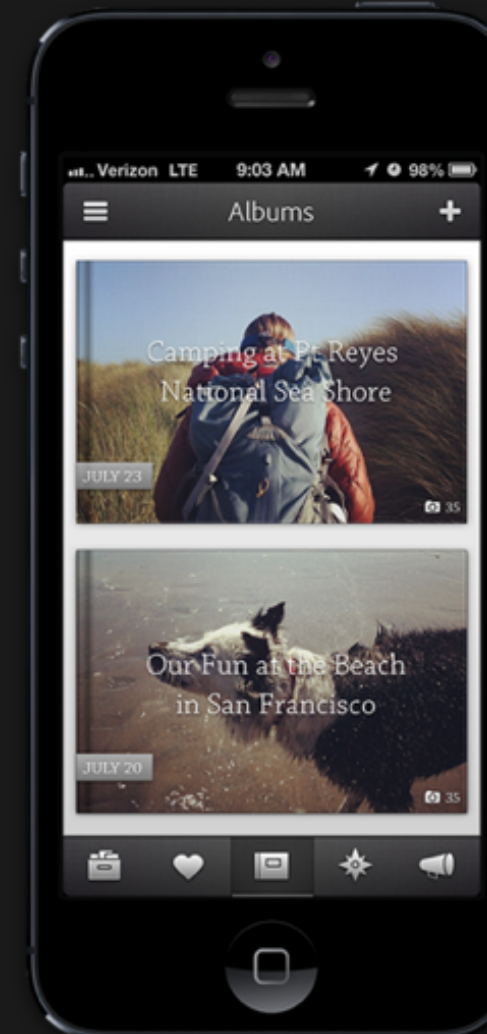 Verizon LTE 9:03 AM 98%
Albums
Camping at Pt Reyes
National Sea Shore
JULY 23
35
Our Fun at the Beach
in San Francisco
JULY 20
35